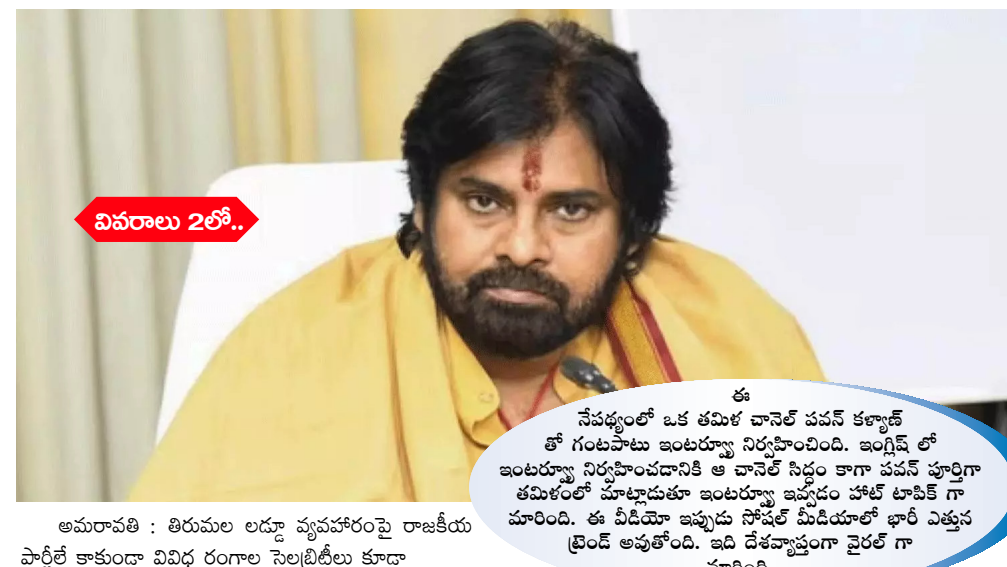 వివరాలు 2లో..
ఈ
నేపథ్యంలో ఒక తమిళ చానెల్ పవన్ కళ్యాణ్
తో గంటపాటు ఇంటర్వ్యూ నిర్వహించింది. ఇంగ్లిష్ లో
ఇంటర్వ్యూ నిర్వహించడానికి ఆ చానెల్ సిద్ధం కాగా పవన్ పూర్తిగా
తమిళంలో మాట్లాడుతూ ఇంటర్వ్యూ ఇవ్వడం హాట్ టాపిక్ గా
మారింది. ఈ వీడియో ఇప్పుడు సోషల్ మీడియాలో భారీ ఎత్తున
ట్రెండ్ అవుతోంది. ఇది దేశవ్యాప్తంగా వైరల్ గా
అమరావతి : తిరుమల లడ్డూ వ్యవహారంపై రాజకీయ
పార్టీలే కాకుండా వివిధ రంగాల సెలబ్రిటీలు కూడా